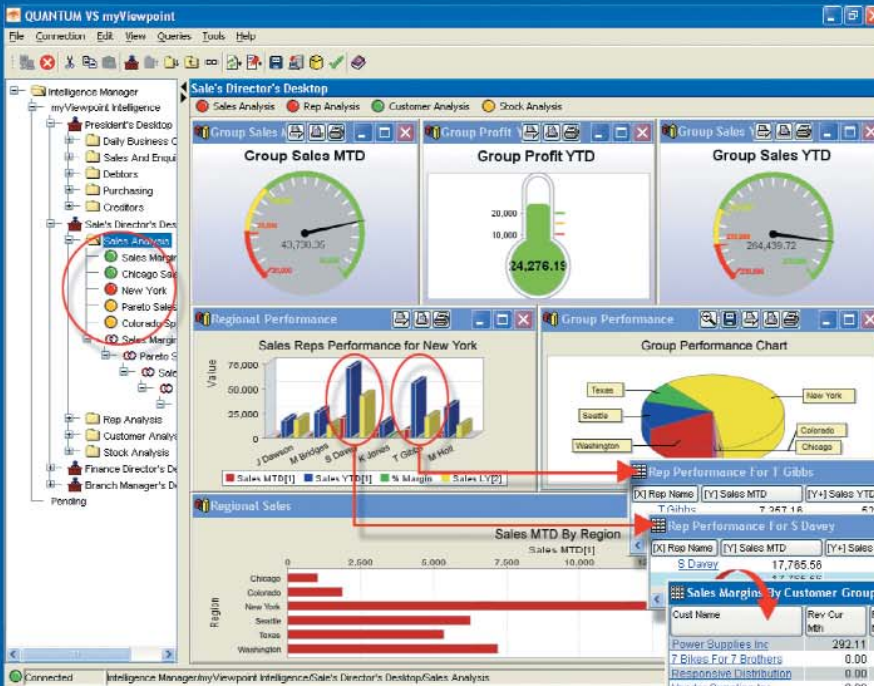 QUANTUM VS myViewpoint
File Connection Edit View Queries Tools Help
Intelligence Manager
myViewpoint Intelligence
President's Desktop
Daily Business C
Sales And Enqui
Debtors
Purchasing
Creditors
Sale's Director's Des
Sales Analysis
Sales Margin
Chicago Sale
New York
Pareto Sales
Colorado Sp
Sales Margin
Pareto S
Sale
Rep Analysis
Customer Analys
Stock Analysis
Finance Director's De
Branch Manager's D
Pending
Sale's Director's Desktop
Sales Analysis Rep Analysis Customer Analysis Stock Analysis
Group Sales
Group Sales MTD
43,730.35
Group Profit Y
Group Profit YTD
20,000
10,000
24,276.19
Group Sales Y
Group Sales YTD
264,439.72
Regional Performance
Sales Reps Performance for New York
Value
75,000
50,000
25,000
0
J Dawson
M Bridges
S Davey
K Jones
T Gibbs
M Holt
Sales MTD[1] Sales YTD[1] % Margin Sales LY[2]
Group Performance
Group Performance Chart
Texas
Seattle
Washington
New York
Colorado
Chicago
Regional Sales
Sales MTD By Region
Sales MTD[1]
0 2,500 5,000 7,500 10,000
Region
Chicago
Colorado
New York
Seattle
Texas
Washington
Rep Performance For T Gibbs
[X] Rep Name [Y] Sales MTD [Y+] Sales YTD
T Gibbs 7,357.16
Rep Performance For S Davey
[X] Rep Name [Y] Sales MTD [Y+] Sales
S Davey 17,765.56
Sales Margins By Customer Group
Cust Name Rev Cur Mth
Power Supplies Inc 292.11
7 Bikes For 7 Brothers 0.00
Responsive Distribution 0.00
Connected Intelligence Manager/myViewpoint Intelligence/Sale's Director's Desktop/Sales Analysis